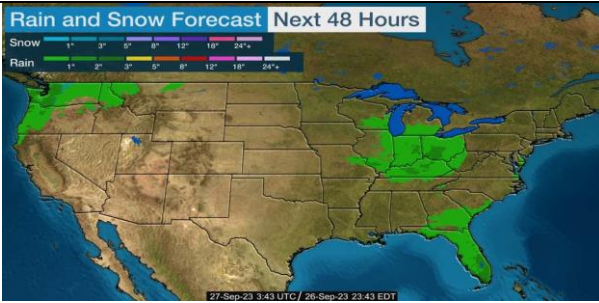 Rain and Snow Forecast Next 48 Hours
Snow 1" 3" 5" 8" 12" 18" 24"+
Rain 1" 2" 3" 5" 8" 12" 18" 24"+
27-Sep-23 3:43 UTC / 26-Sep-23 23:43 EDT